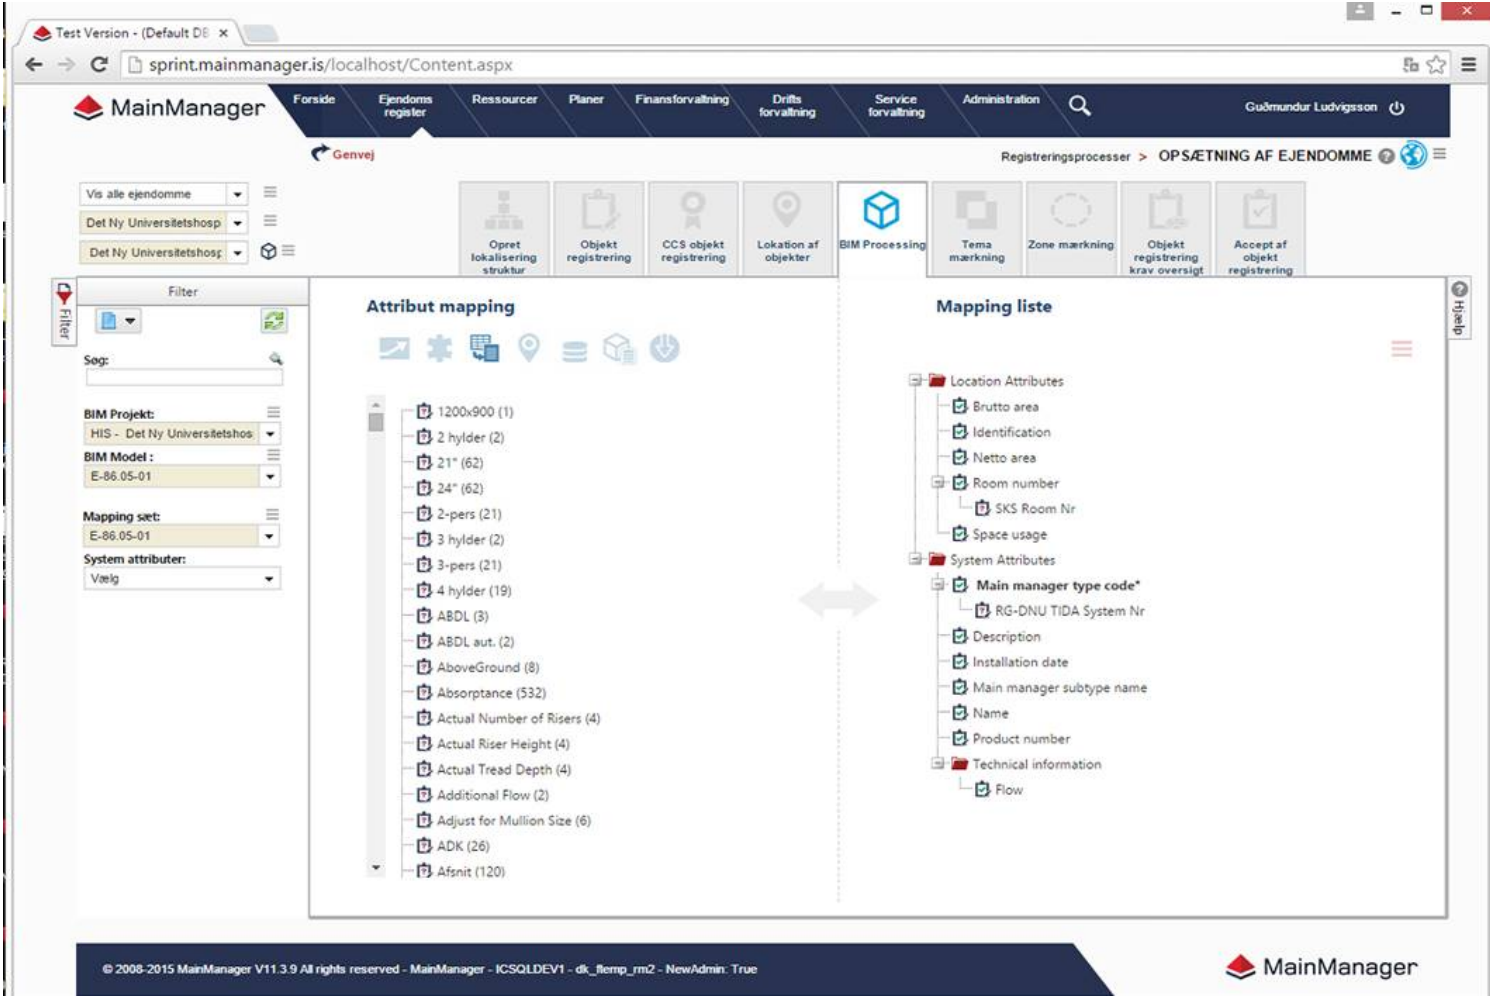 Test Version - (Default DB
sprint.mainmanager.is/localhost/Content.aspx
MainManager
Forside
Ejendoms
register
Ressourcer
Planer
Finansforvaltning
Drifts
forvaltning
Service
forvaltning
Administration
Guðmundur Ludvigsson
Genvej
Registreringsprocesser > OPSÆTNING AF EJENDOMME
Vis alle ejendomme
Det Ny Universitetshosp
Det Ny Universitetshosp
Opret
lokalisering
struktur
Objekt
registrering
CCS objekt
registrering
Lokation af
objekter
BIM Processing
Tema
mærkning
Zone mærkning
Objekt
registrering
krav oversigt
Accept af
objekt
registrering
Filter
Filter
Hjælp
Søg:
BIM Projekt:
HIS - Det Ny Universitetshos
BIM Model :
E-86.05-01
Mapping sæt:
E-86.05-01
System attributer:
Vælg
Attribut mapping
1200x900 (1)
2 hylder (2)
21" (62)
24" (62)
2-pers (21)
3 hylder (2)
3-pers (21)
4 hylder (19)
ABDL (3)
ABDL aut. (2)
AboveGround (8)
Absorptance (532)
Actual Number of Risers (4)
Actual Riser Height (4)
Actual Tread Depth (4)
Additional Flow (2)
Adjust for Mullion Size (6)
ADK (26)
Afsnit (120)
Mapping liste
Location Attributes
Brutto area
Identification
Netto area
Room number
SKS Room Nr
Space usage
System Attributes
Main manager type code*
RG-DNU TIDA System Nr
Description
Installation date
Main manager subtype name
Name
Product number
Technical information
Flow
© 2008-2015 MainManager V11.3.9 All rights reserved - MainManager - ICSQLDEV1 - dk_flemp_rm2 - NewAdmin: True
MainManager